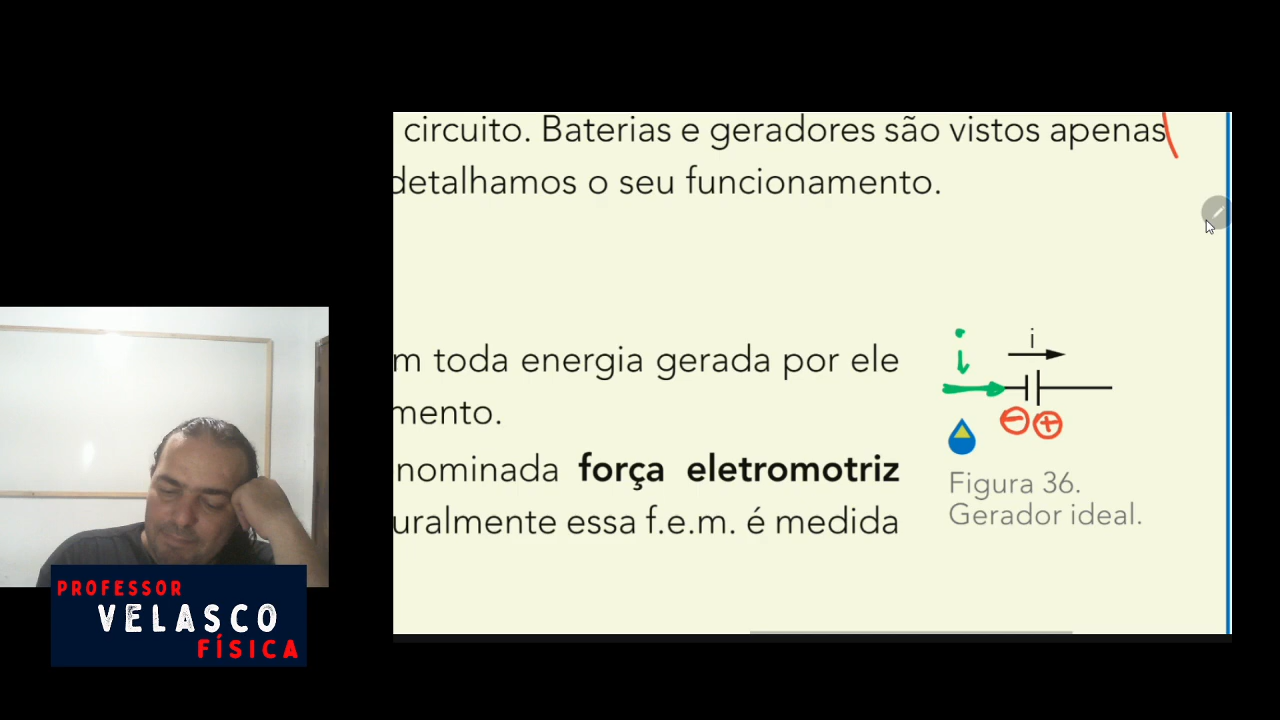 circuito. Baterias e geradores são vistos apenas
detalhamos o seu funcionamento.
m toda energia gerada por ele
mento.
nominada força eletromotriz
uralmente essa f.e.m. é medida
i
i
- +
Figura 36.
Gerador ideal.
PROFESSOR
VELASCO
FÍSICA